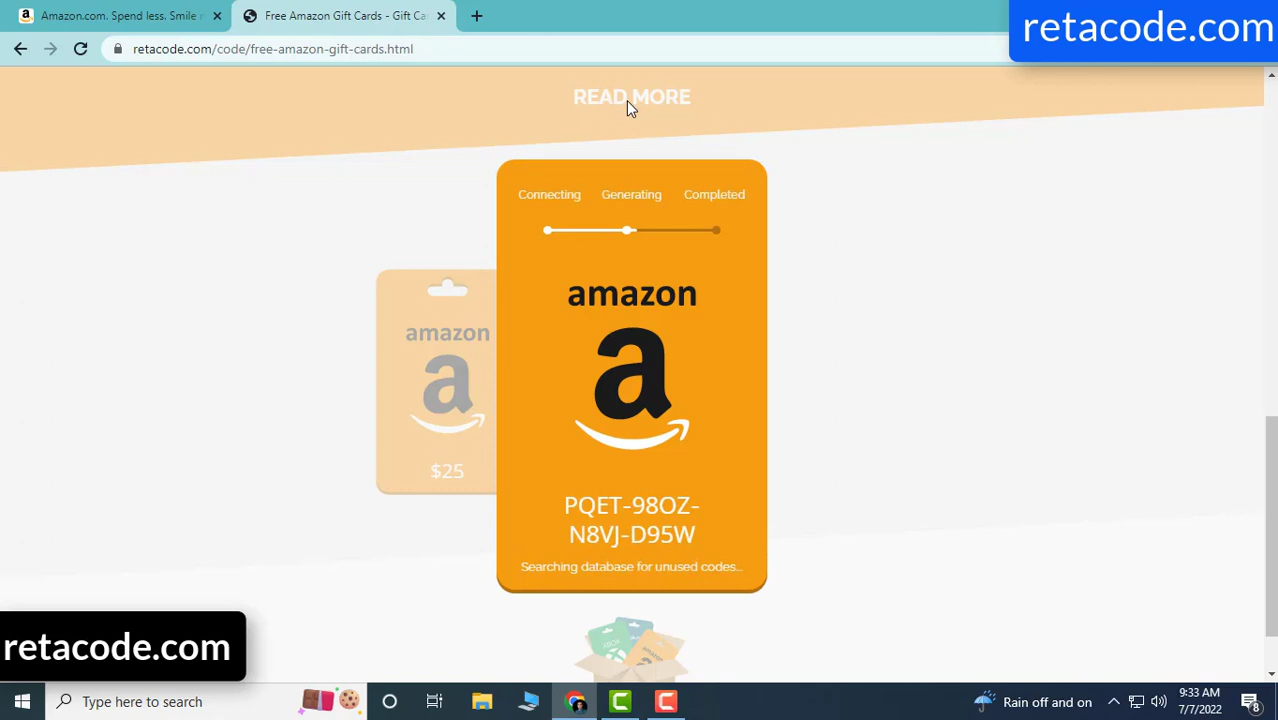 Amazon.com. Spend less. Smile
Free Amazon Gift Cards - Gift Ca
retacode.com
retacode.com/code/free-amazon-gift-cards.html
READ MORE
Connecting Generating Completed
amazon
a
amazon
a
$25
PQET-98OZ-
N8VJ-D95W
Searching database for unused codes...
retacode.com
Type here to search
Rain off and on
9:33 AM
7/7/2022
8